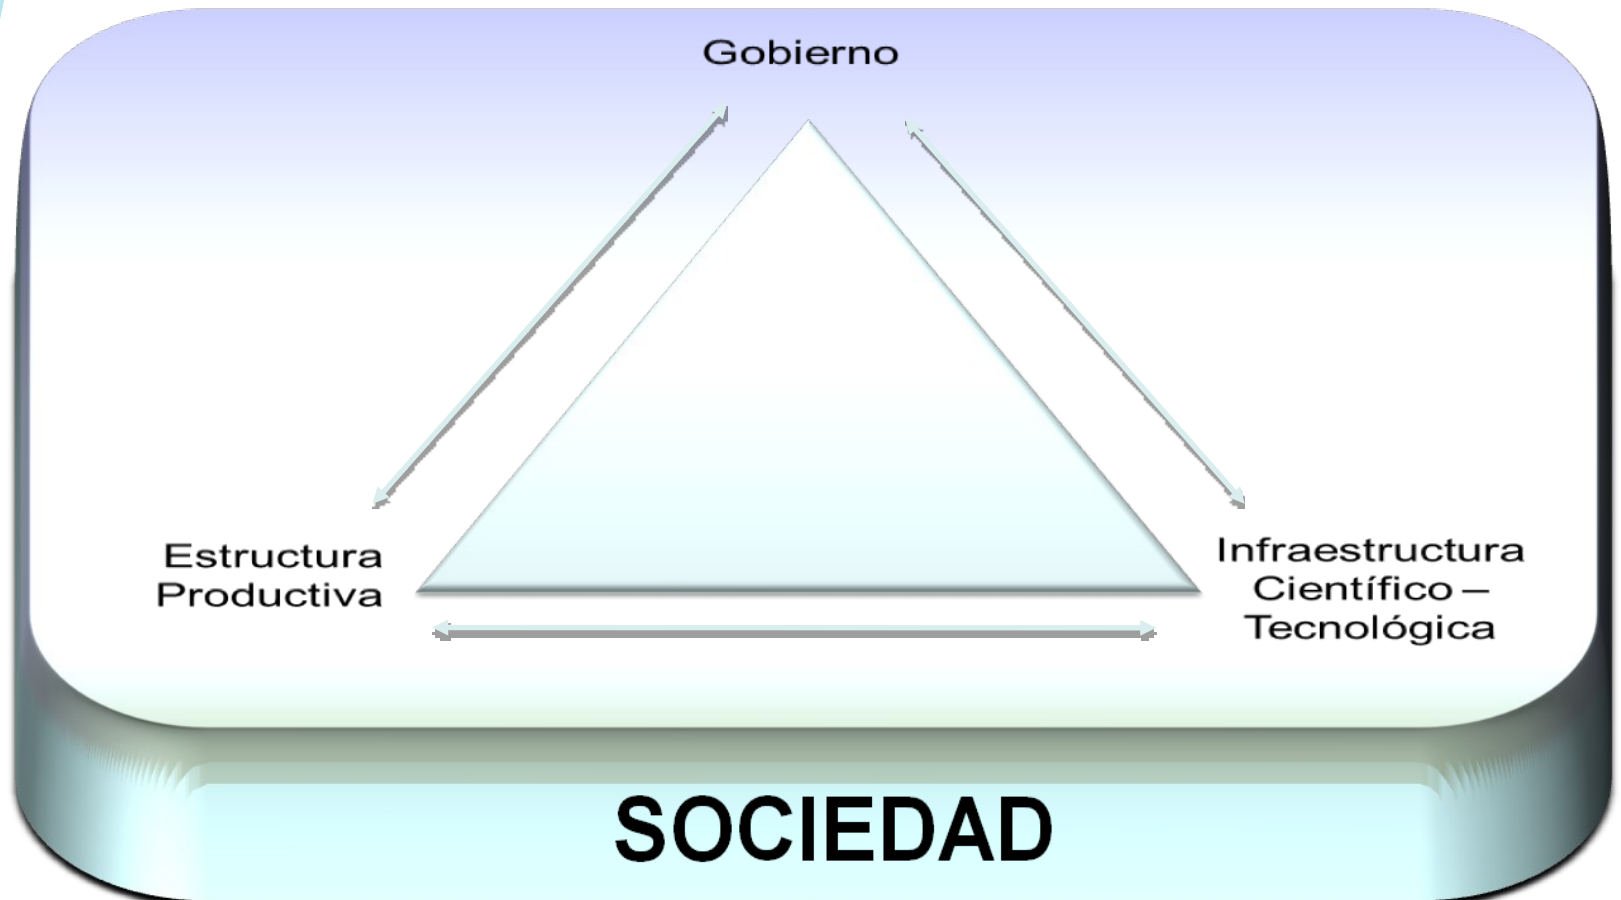 Gobierno
Estructura
Productiva
Infraestructura
Científico –
Tecnológica
SOCIEDAD